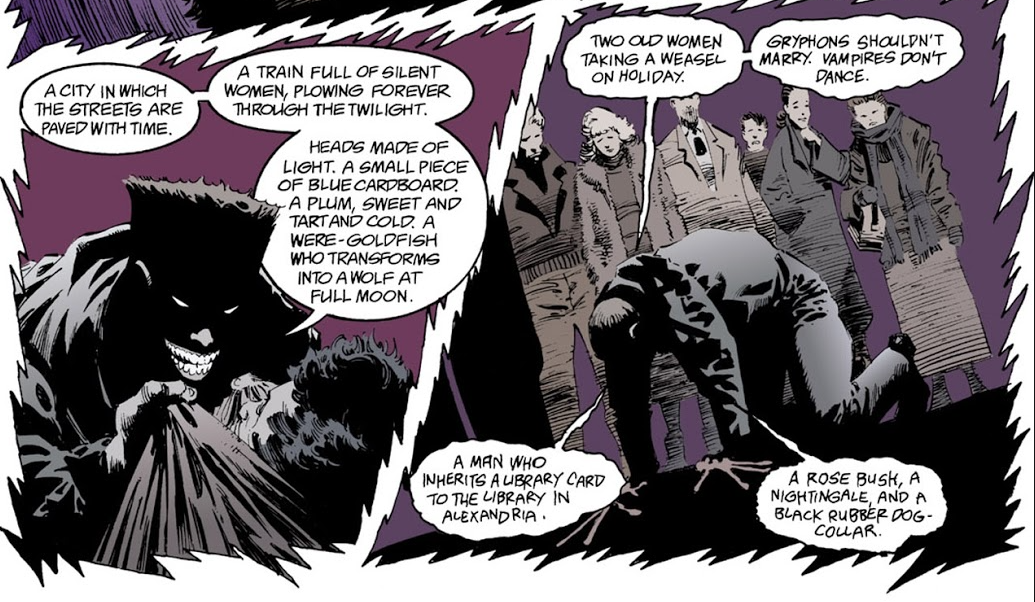 A CITY IN WHICH
THE STREETS ARE
PAVED WITH TIME.
A TRAIN FULL OF SILENT
WOMEN, PLOWING FOREVER
THROUGH THE TWILIGHT.
HEADS MADE OF
LIGHT. A SMALL PIECE
OF BLUE CARDBOARD.
A PLUM, SWEET AND
TART AND COLD. A
WERE-GOLDFISH
WHO TRANSFORMS
INTO A WOLF AT
FULL MOON.
TWO OLD WOMEN
TAKING A WEASEL
ON HOLIDAY.
GRYPHONS SHOULDN'T
MARRY. VAMPIRES DON'T
DANCE.
A MAN WHO
INHERITS A LIBRARY CARD
TO THE LIBRARY IN
ALEXANDRIA.
A ROSE BUSH, A
NIGHTINGALE, AND A
BLACK RUBBER DOG-
COLLAR.